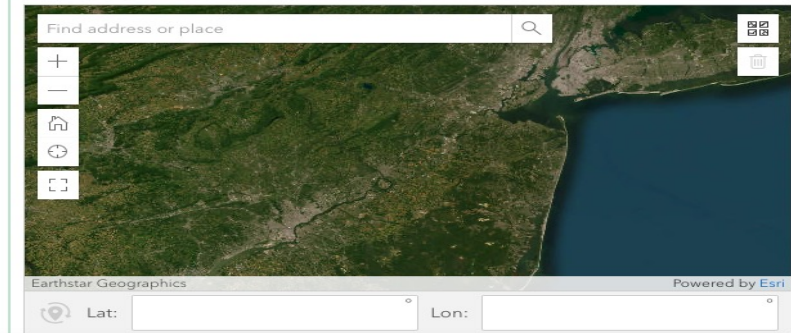 Find address or place
Earthstar Geographics
Powered by Esri
Lat: °
Lon: °